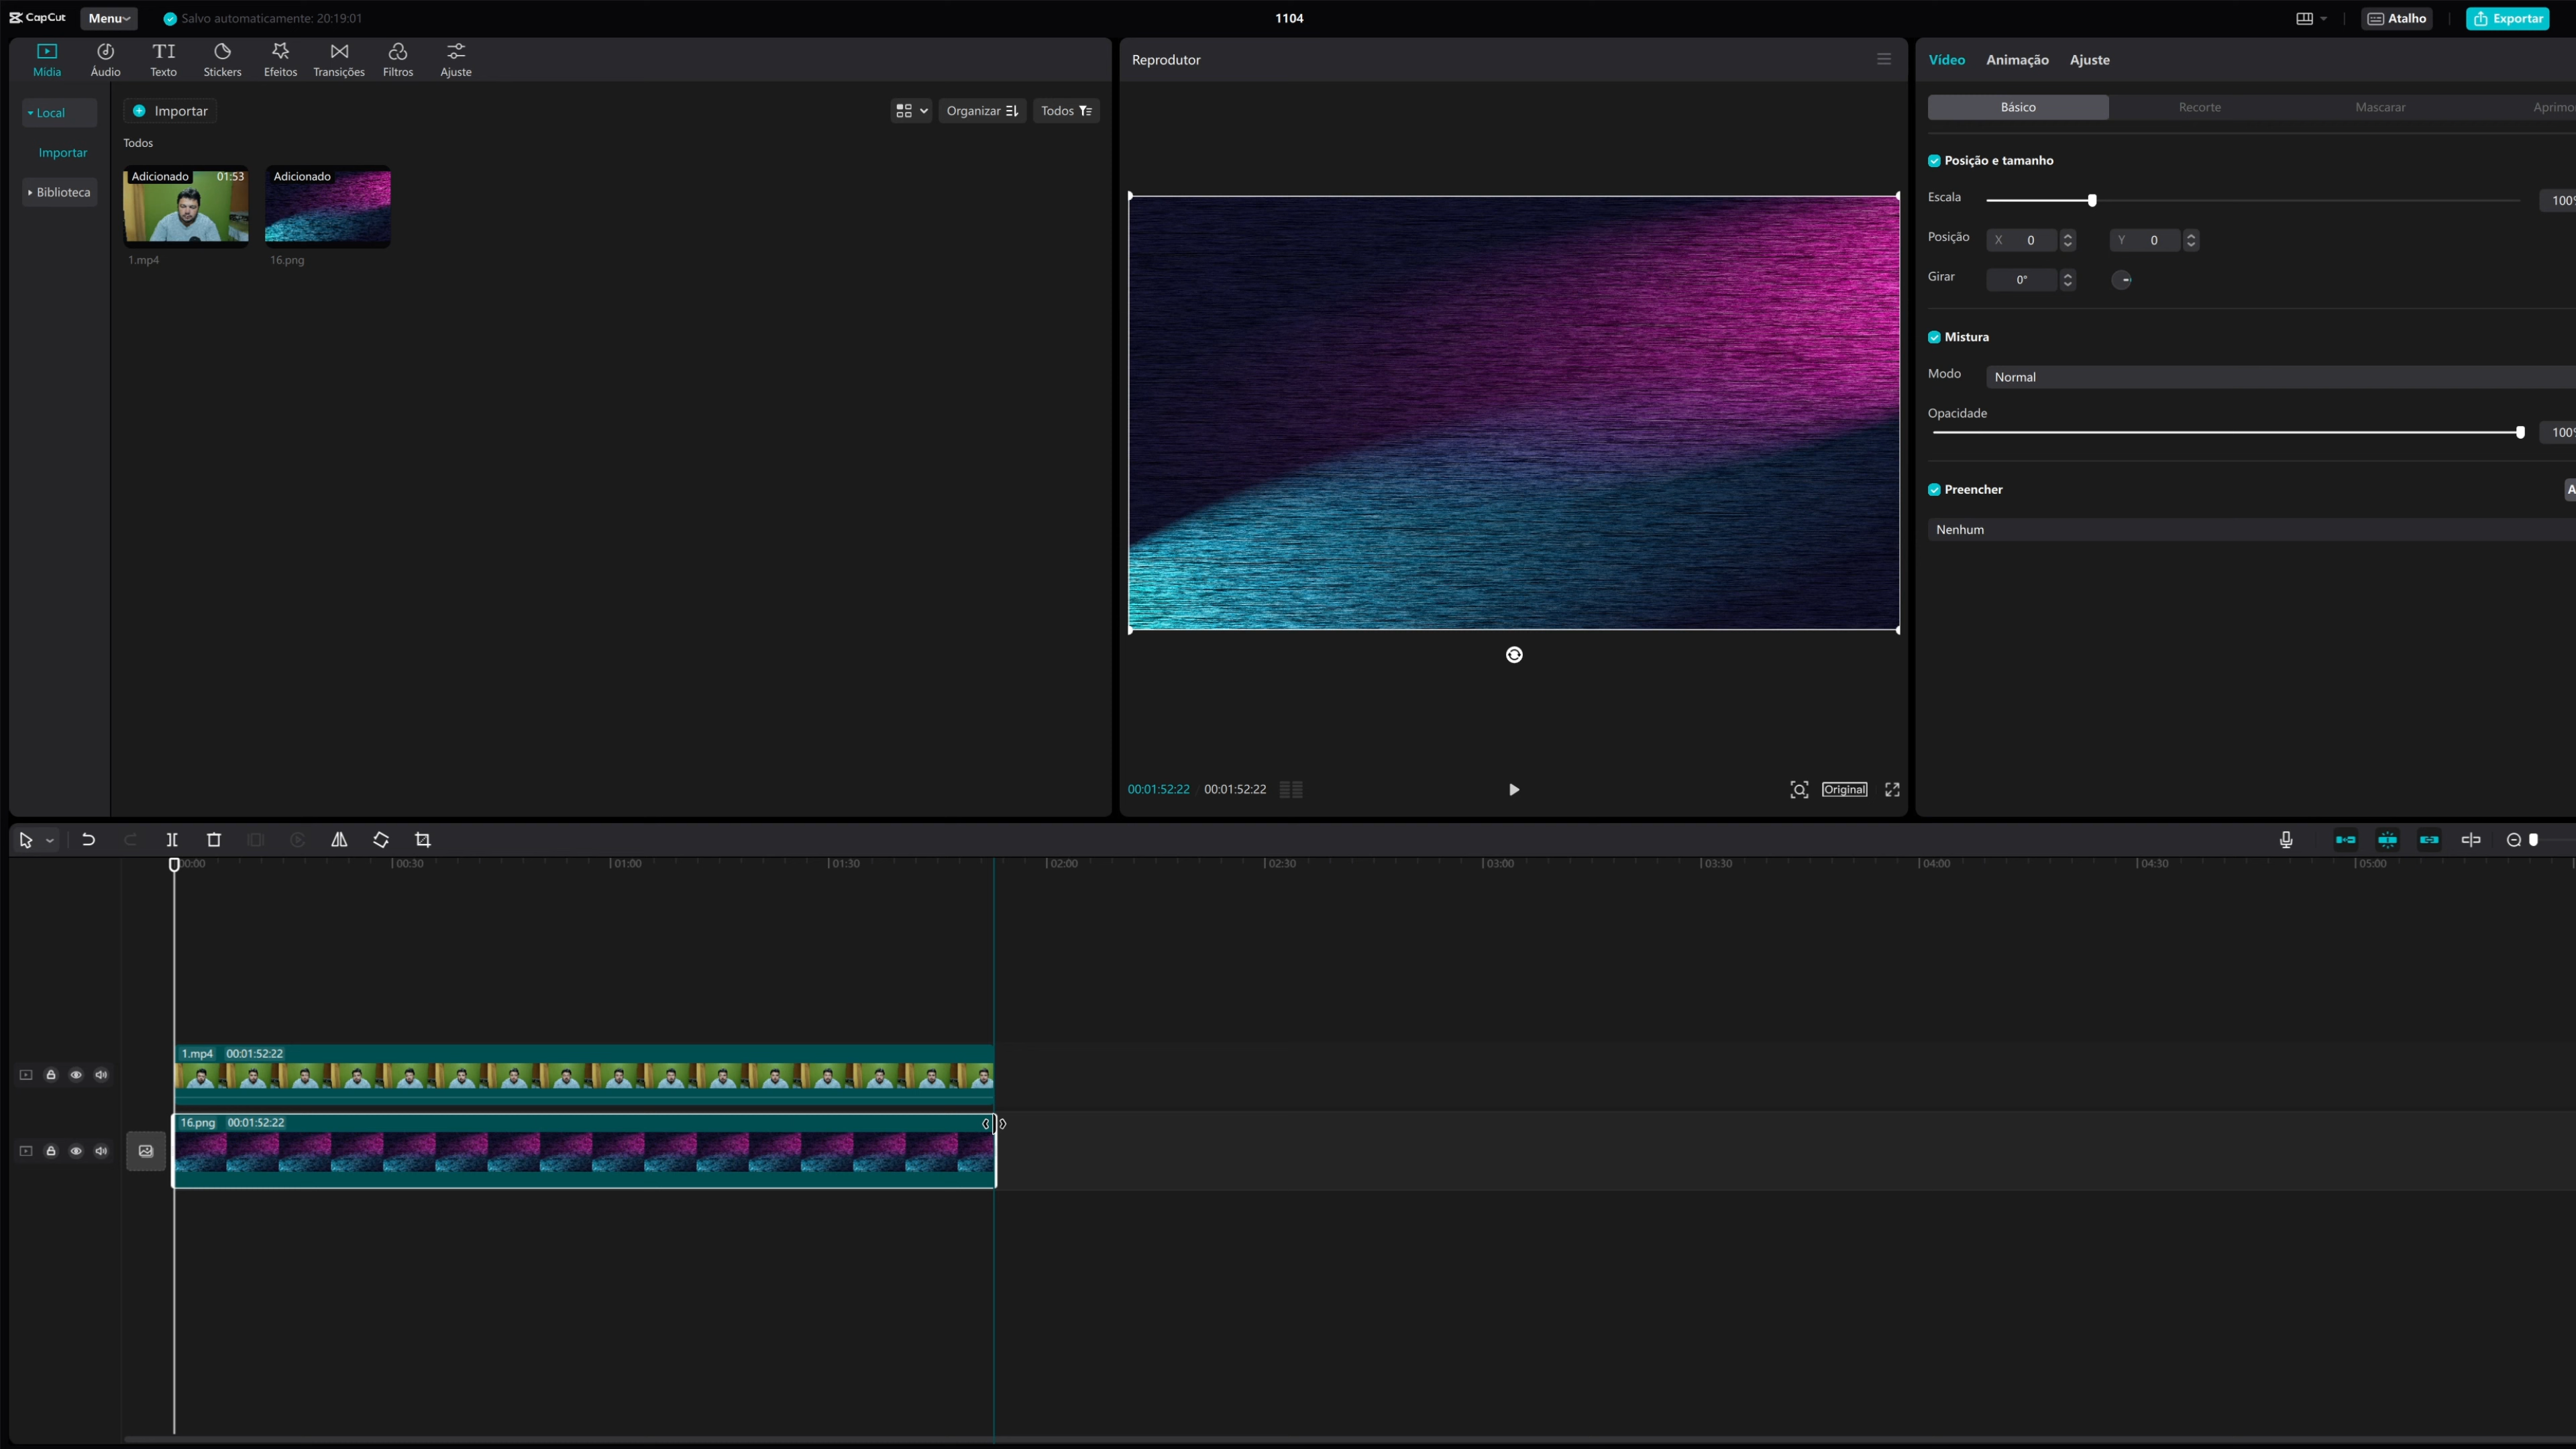 CapCut Menu Salvo automaticamente: 20:19:01 1104 Atalho Exportar
Mídia Áudio Texto Stickers Efeitos Transições Filtros Ajuste
Local
Importar
Biblioteca
Importar Organizar Todos
Todos
Adicionado 01:53 Adicionado
1.mp4 16.png
Reprodutor
00:01:52:22 00:01:52:22 Original
Vídeo Animação Ajuste
Básico Recorte Mascarar Aprimo
Posição e tamanho
Escala 100%
Posição X 0 Y 0
Girar 0°
Mistura
Modo Normal
Opacidade
100%
Preencher A
Nenhum
00:00 00:30 01:00 01:30 02:00 02:30 03:00 03:30 04:00 04:30 05:00
1.mp4 00:01:52:22
16.png 00:01:52:22